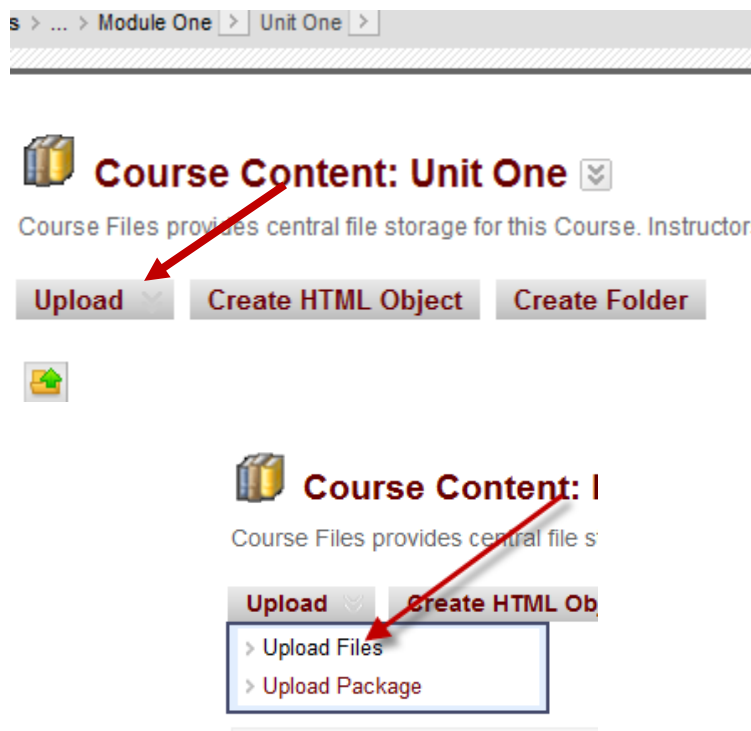 s > ... > Module One > Unit One >
Course Content: Unit One
Course Files provides central file storage for this Course. Instructor
Upload Create HTML Object Create Folder
Course Content:
Course Files provides central file s
Upload Create HTML Ob
> Upload Files
> Upload Package